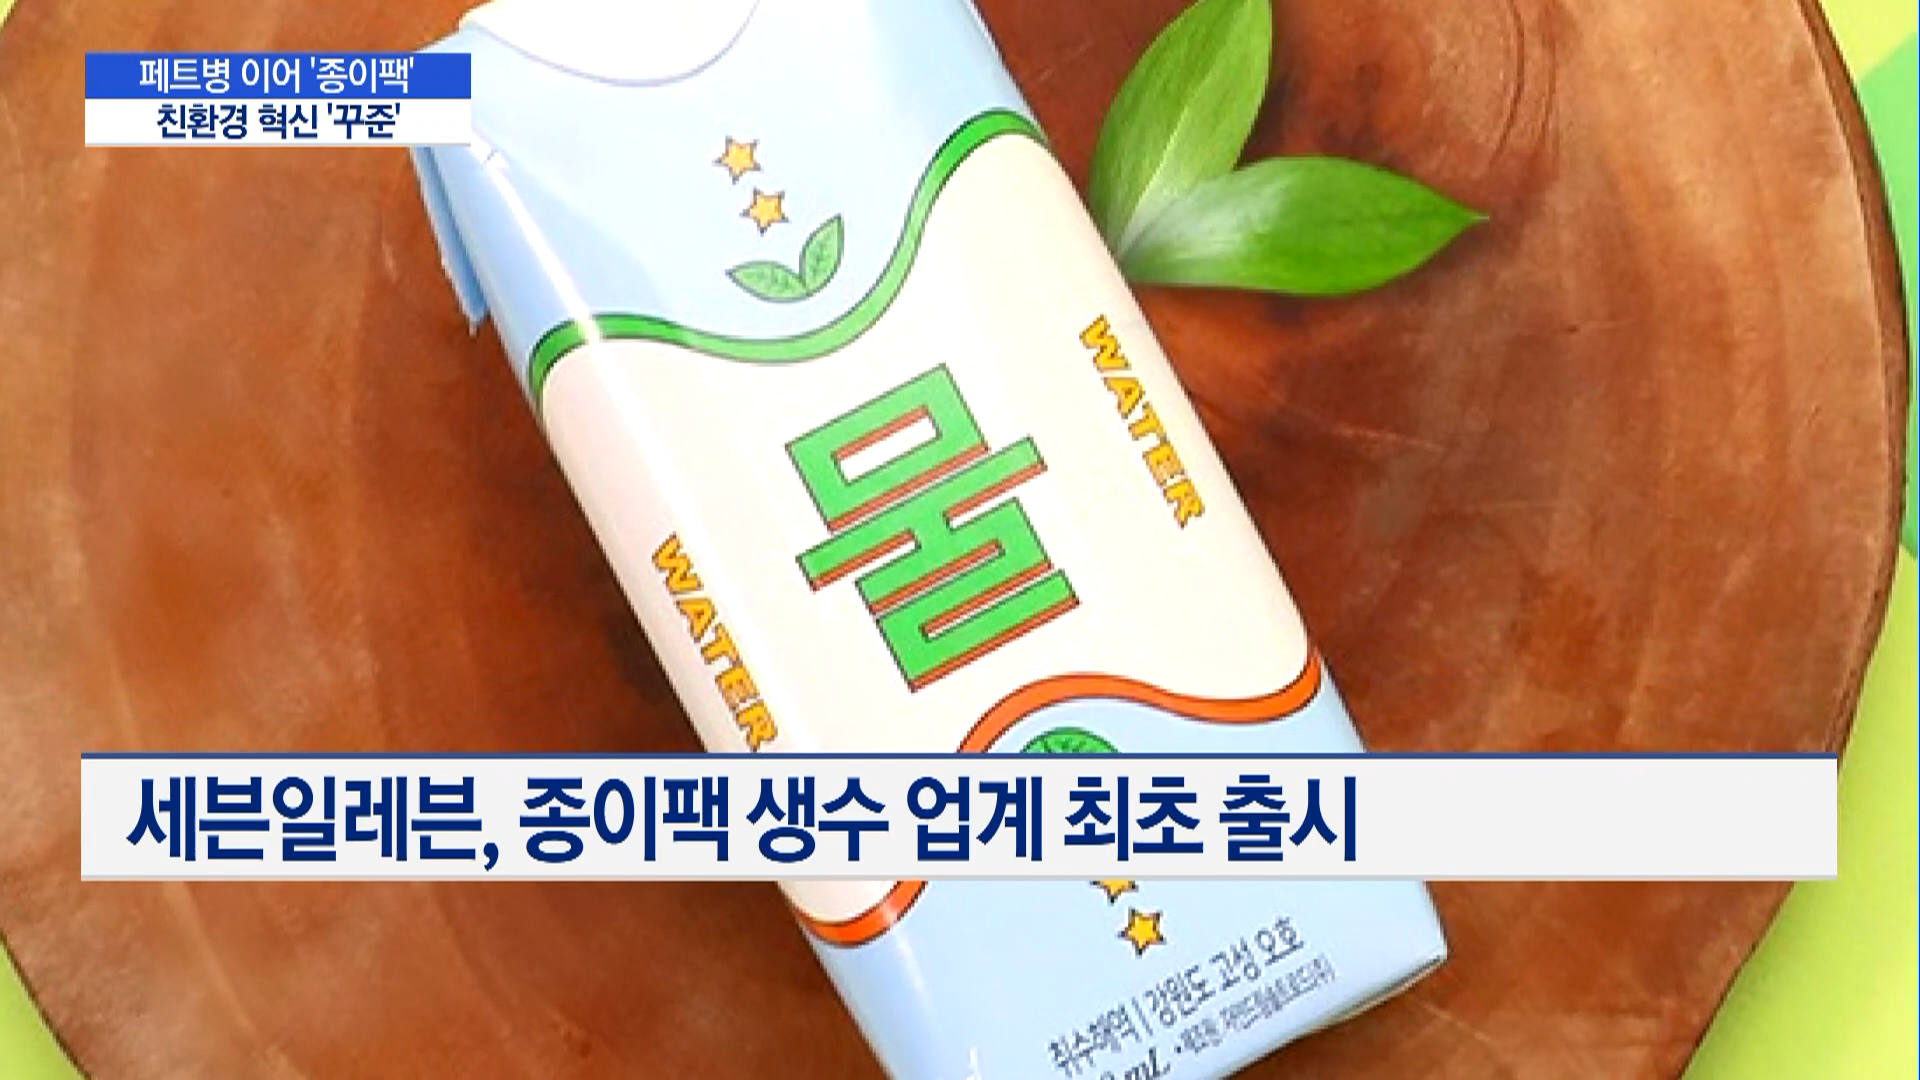 페트병 이어 '종이팩'
친환경 혁신 '꾸준'
WATER
물
WATER
세븐일레븐, 종이팩 생수 업계 최초 출시
취수해역 | 강원도 고성 오호
mL